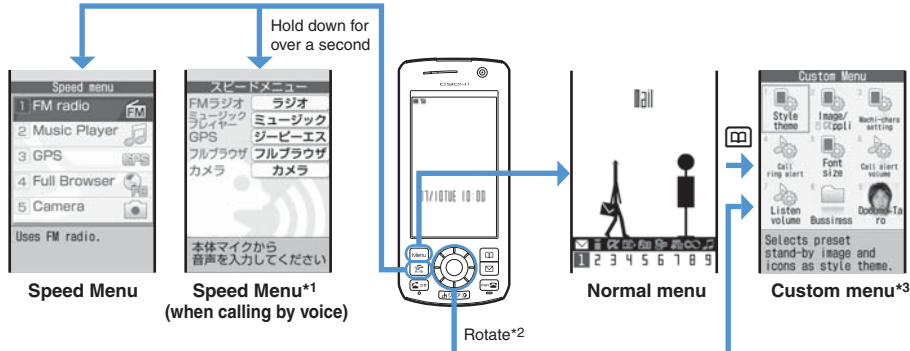 Hold down for
over a second
Speed menu
1 FM radio
2 Music Player
3 GPS
4 Full Browser
5 Camera
Uses FM radio.
Speed Menu
スピードメニュー
FMラジオ ラジオ
ミュージック
プレイヤー ミュージック
GPS ジーピーエス
フルブラウザ フルブラウザ
カメラ カメラ
本体マイクから
音声を入力してください
Speed Menu*1
(when calling by voice)
D904i
Menu
Rotate*2
Mail
1 2 3 4 5 6 7 8 9
Normal menu
Custom Menu
Style
theme
Image/
Machi-chara
setting
Call
ring alert
Font
size
Call alert
volume
Listen
volume
Bussiness
Docomo-Ta
ro
Selects preset
stand-by image and
icons as style theme.
Custom menu*3